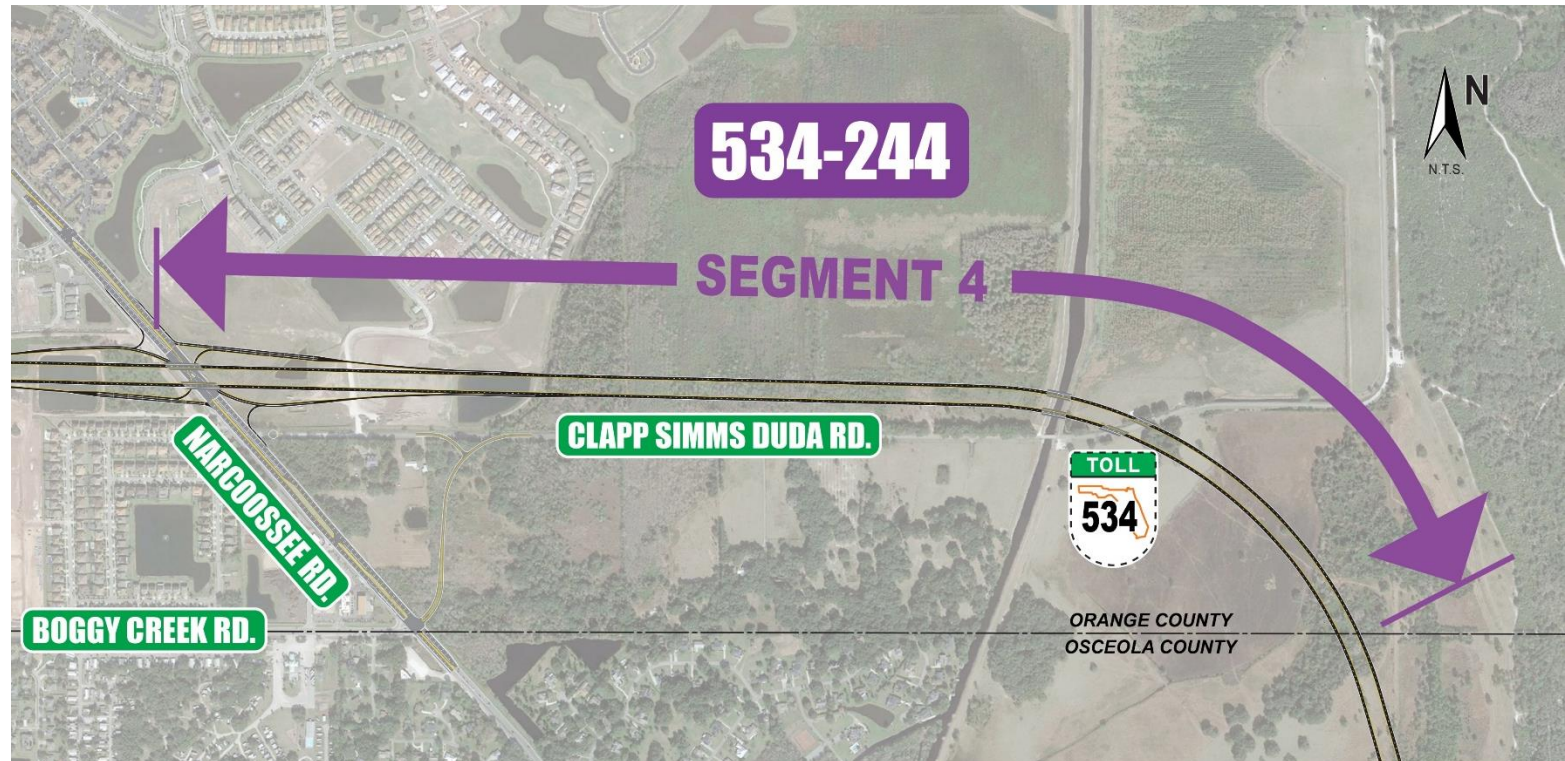 534-244
N
N.T.S.
SEGMENT 4
NARCOOSSEE RD.
CLAPP SIMMS DUDA RD.
TOLL
534
BOGGY CREEK RD.
ORANGE COUNTY
OSCEOLA COUNTY